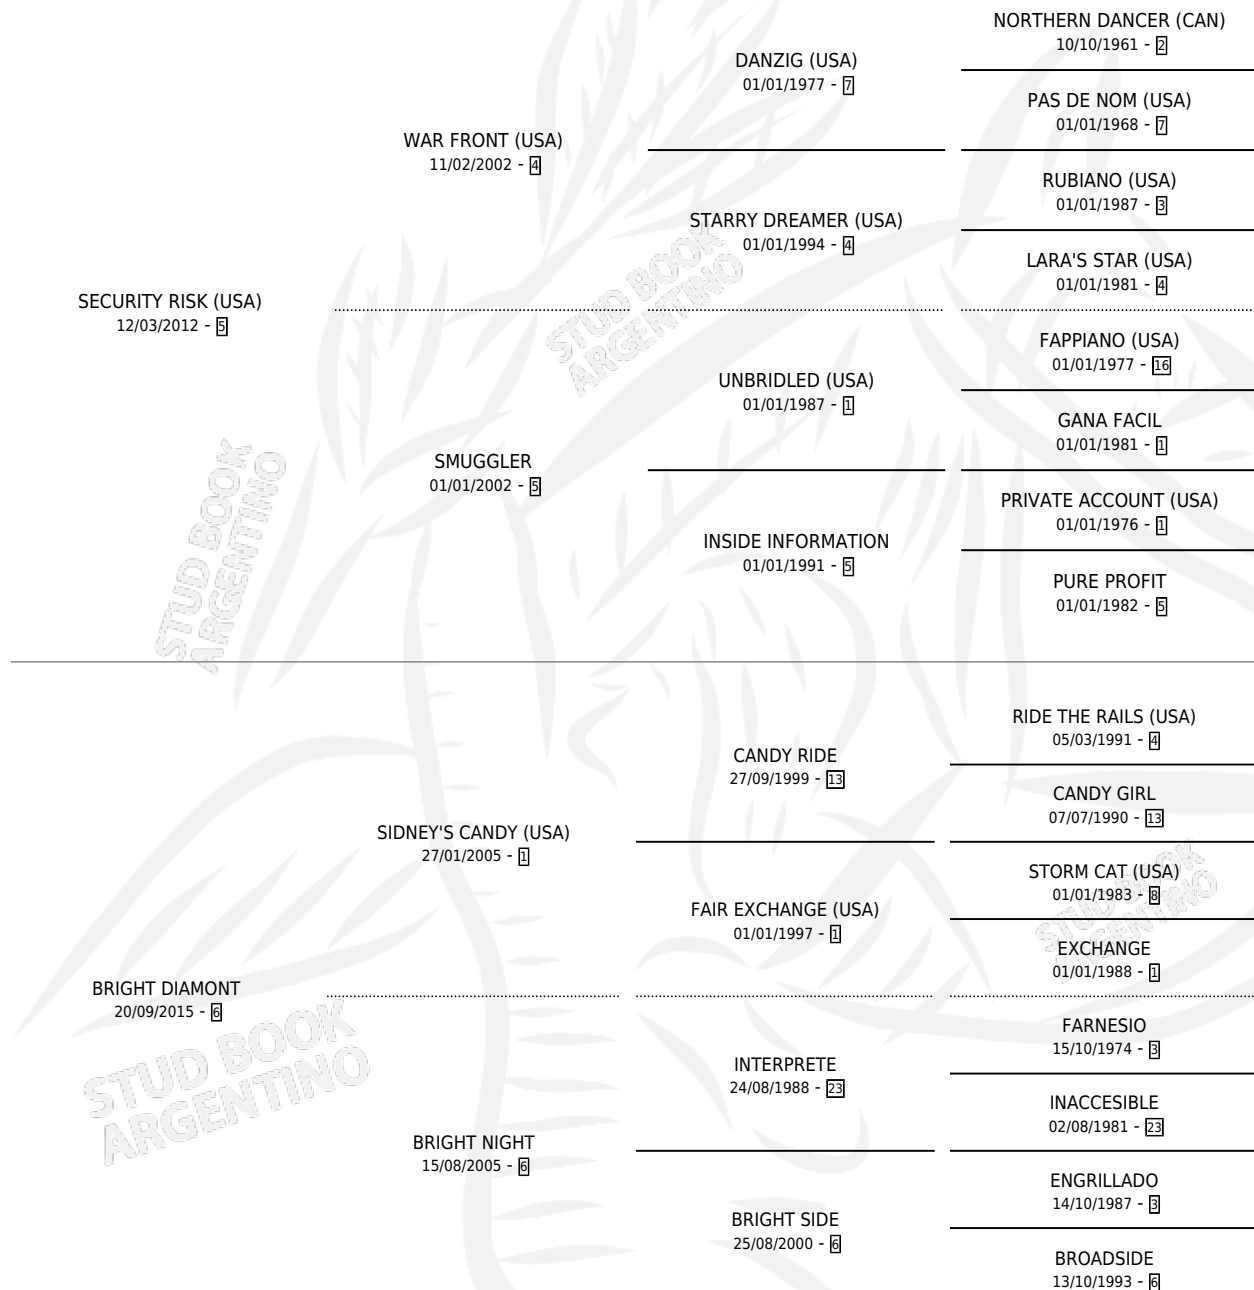 NORTHERN DANCER (CAN)
10/10/1961 - 2
DANZIG (USA)
01/01/1977 - 7
PAS DE NOM (USA)
01/01/1968 - 7
WAR FRONT (USA)
11/02/2002 - 4
RUBIANO (USA)
01/01/1987 - 3
STARRY DREAMER (USA)
01/01/1994 - 4
LARA'S STAR (USA)
01/01/1981 - 4
SECURITY RISK (USA)
12/03/2012 - 5
FAPPIANO (USA)
01/01/1977 - 16
UNBRIDLED (USA)
01/01/1987 - 1
GANA FACIL
01/01/1981 - 1
SMUGGLER
01/01/2002 - 5
PRIVATE ACCOUNT (USA)
01/01/1976 - 1
INSIDE INFORMATION
01/01/1991 - 5
PURE PROFIT
01/01/1982 - 5
RIDE THE RAILS (USA)
05/03/1991 - 4
CANDY RIDE
27/09/1999 - 13
CANDY GIRL
07/07/1990 - 13
SIDNEY'S CANDY (USA)
27/01/2005 - 1
STORM CAT (USA)
01/01/1983 - 8
FAIR EXCHANGE (USA)
01/01/1997 - 1
EXCHANGE
01/01/1988 - 1
BRIGHT DIAMONT
20/09/2015 - 6
FARNESIO
15/10/1974 - 3
INTERPRETE
24/08/1988 - 23
INACCESIBLE
02/08/1981 - 23
BRIGHT NIGHT
15/08/2005 - 6
ENGRILLADO
14/10/1987 - 3
BRIGHT SIDE
25/08/2000 - 6
BROADSIDE
13/10/1993 - 6
STUD BOOK
ARGENTINO
STUD BOOK
ARGENTINO
STUD BOOK
ARGENTINO
STUD BOOK
ARGENTINO